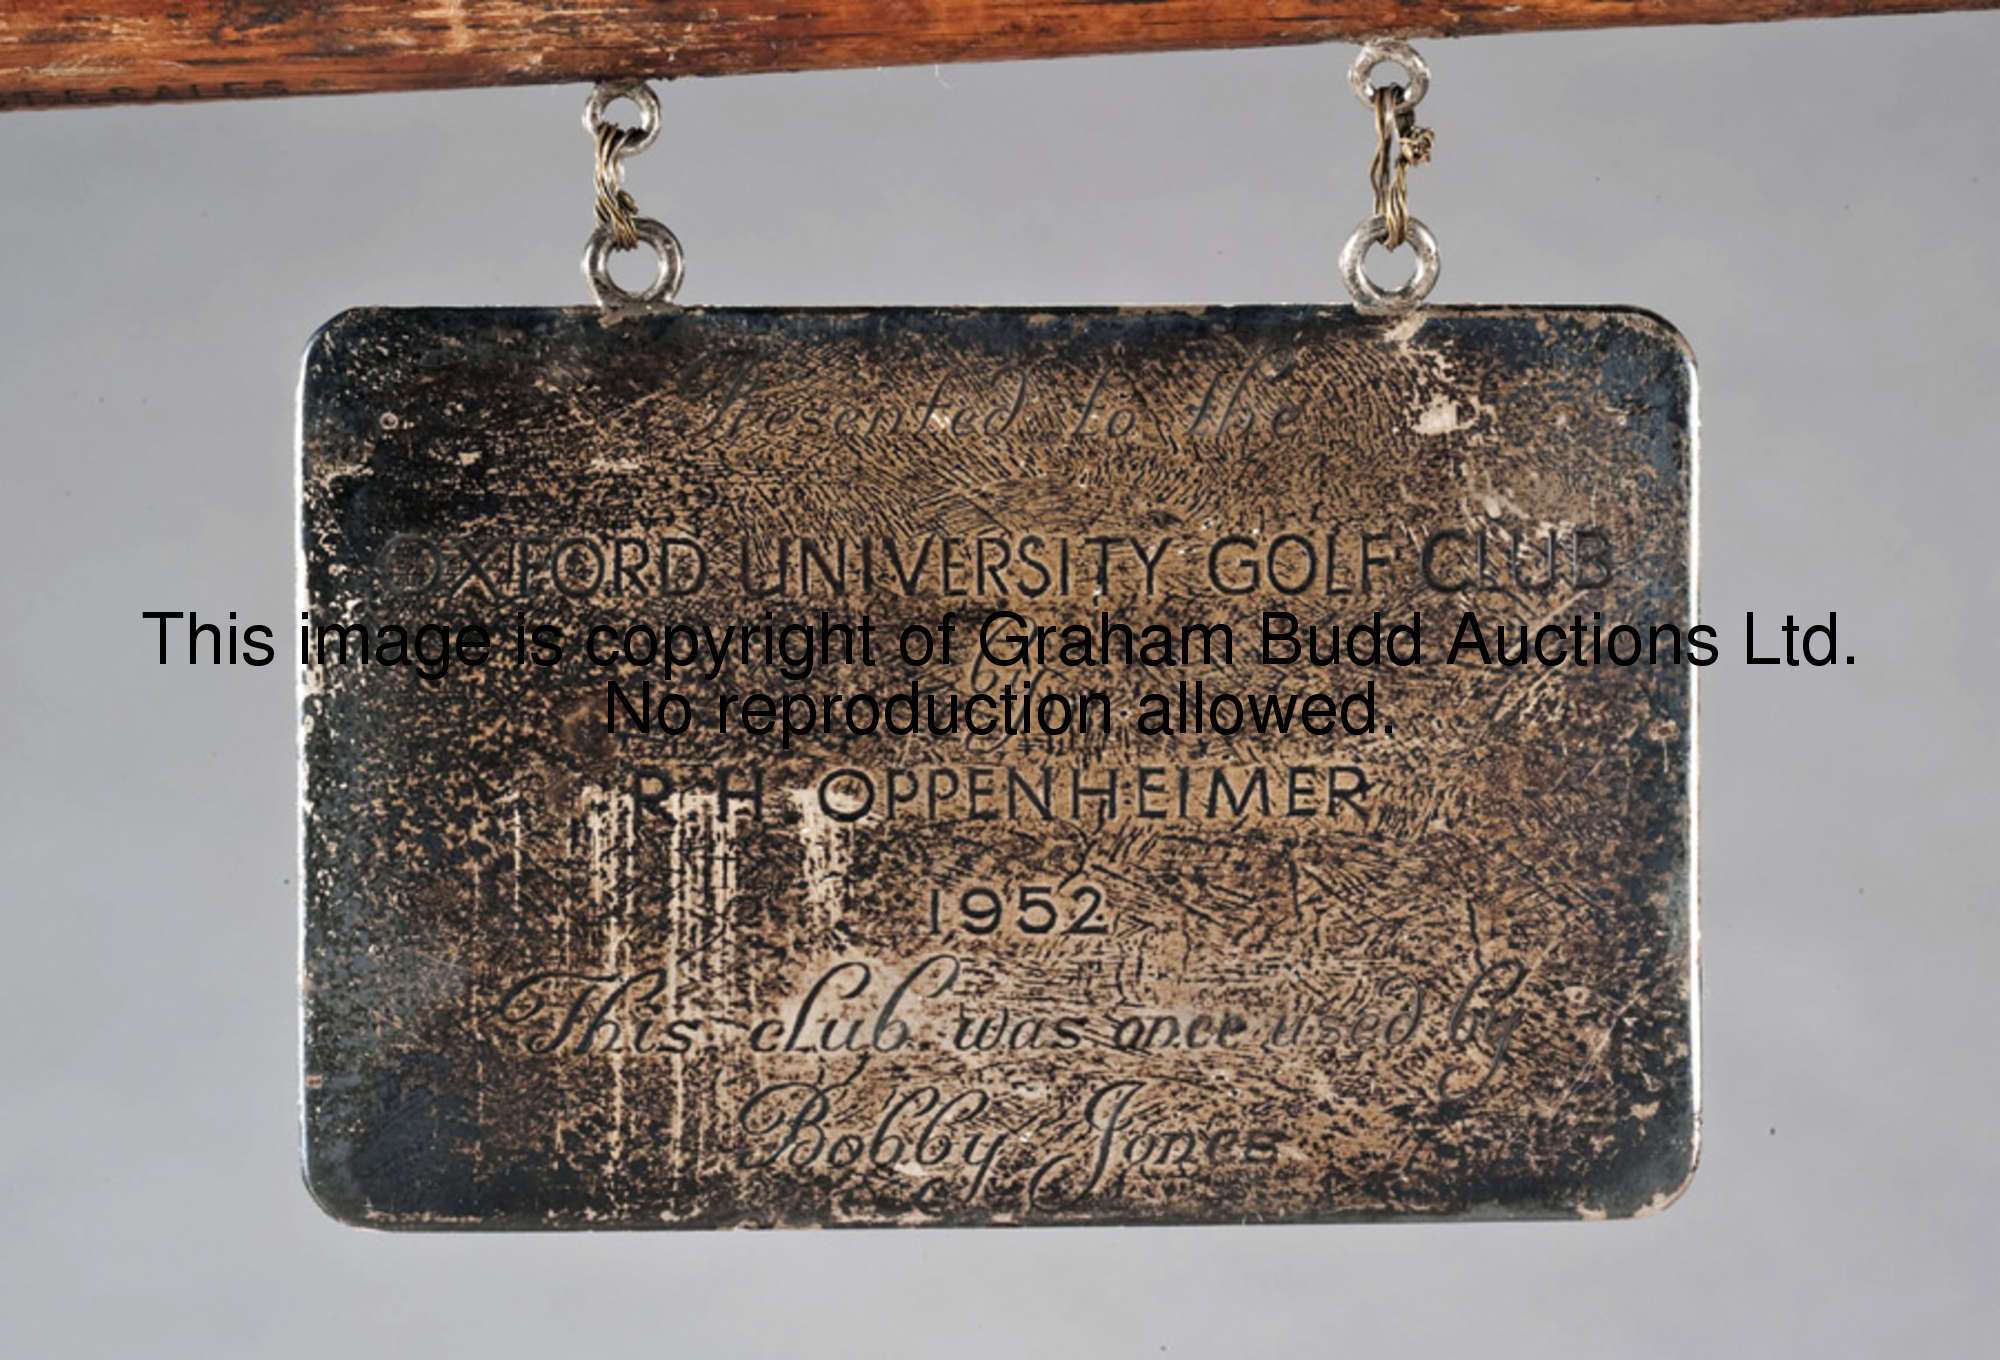 Presented to the
OXFORD UNIVERSITY GOLF CLUB
This image is copyright of Graham Budd Auctions Ltd.
by
No reproduction allowed.
R H OPPENHEIMER
1952
This club was once used by
Bobby Jones